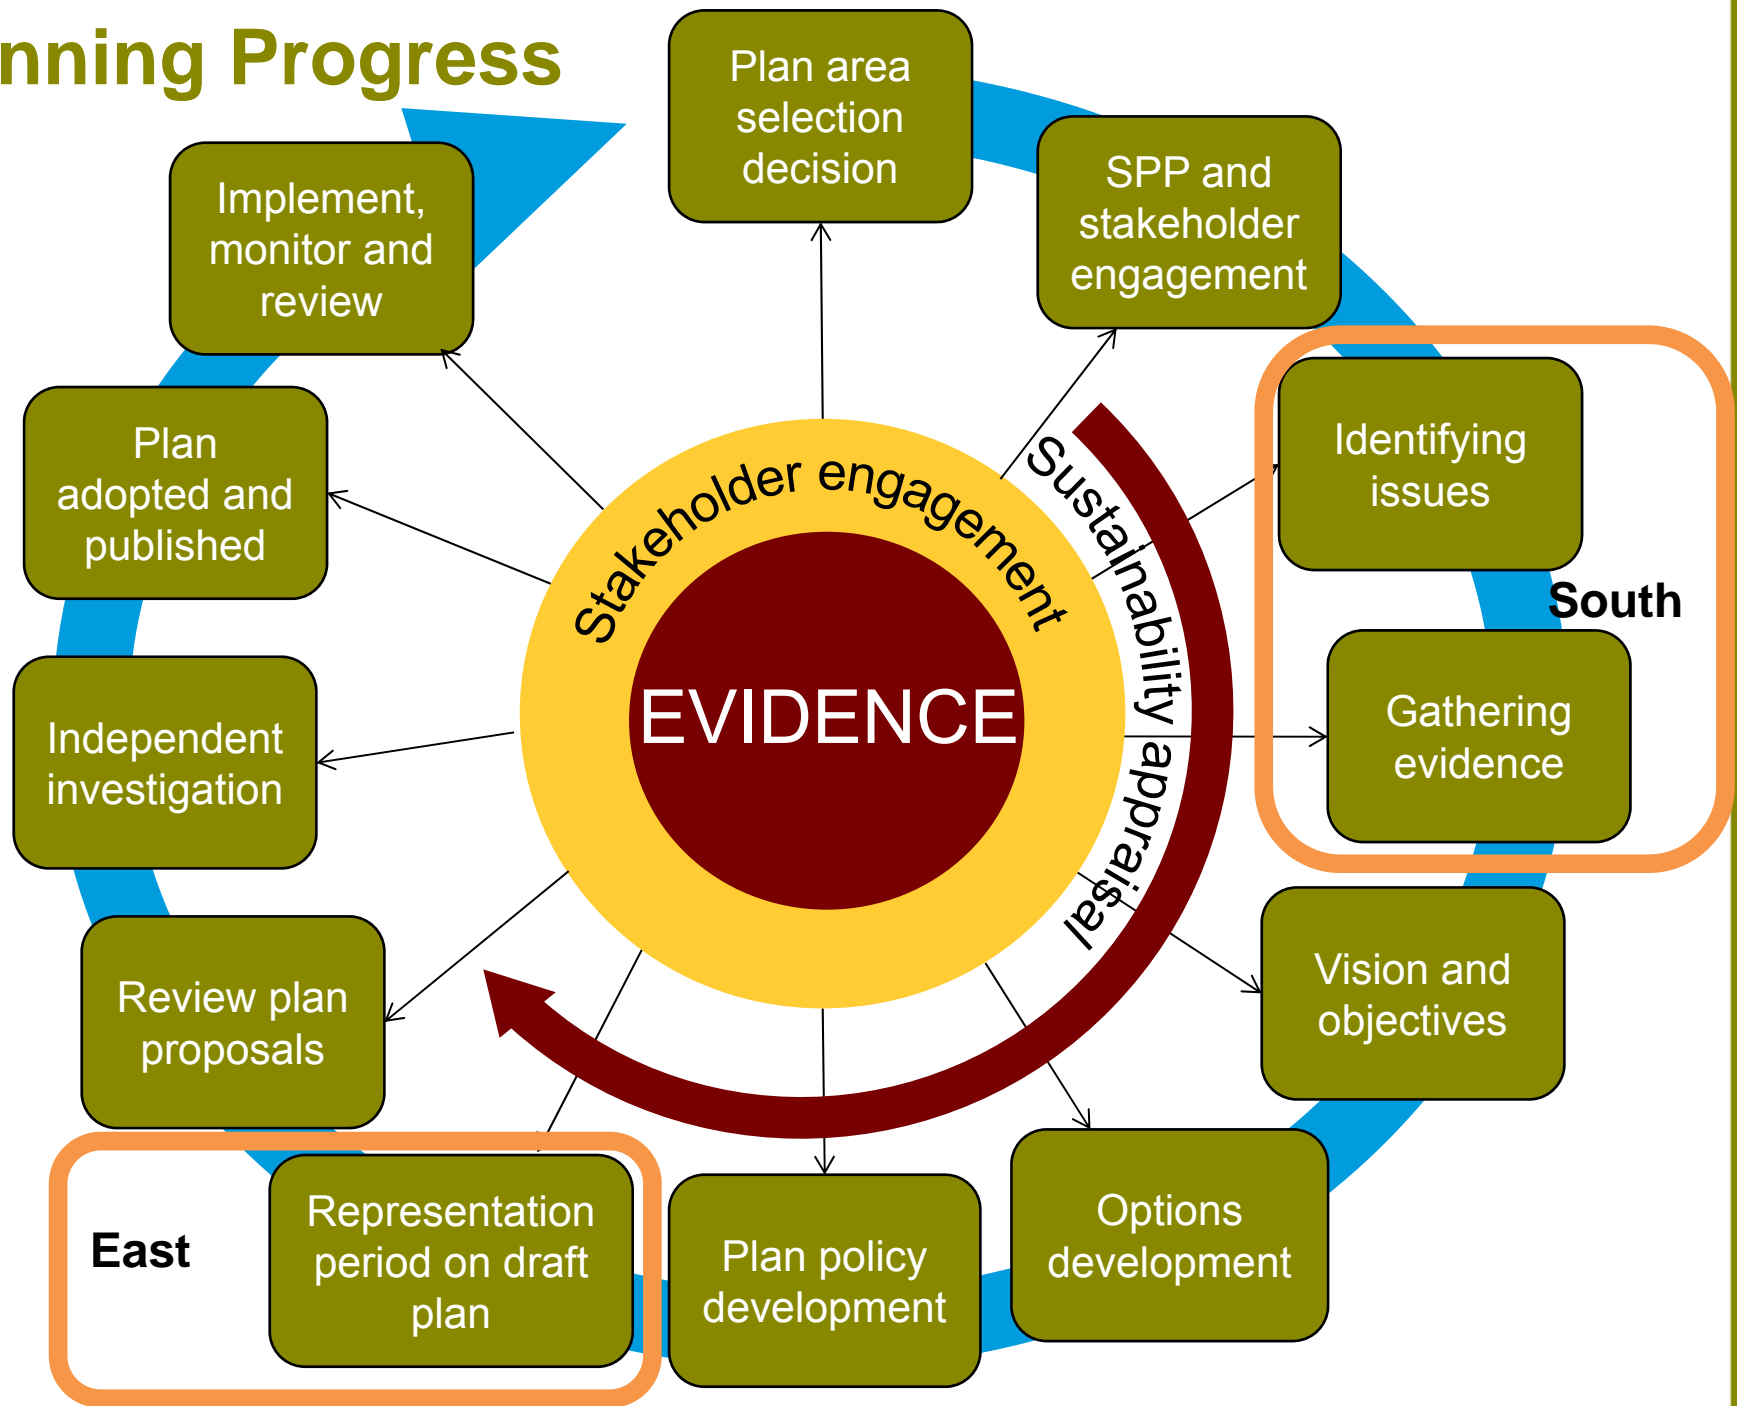 nning Progress
Plan area
selection
decision
SPP and
stakeholder
engagement
Identifying
issues
South
Gathering
evidence
Vision and
objectives
Options
development
Plan policy
development
Representation
period on draft
plan
East
Review plan
proposals
Independent
investigation
Plan
adopted and
published
Implement,
monitor and
review
Stakeholder engagement
EVIDENCE
Sustainability appraisal